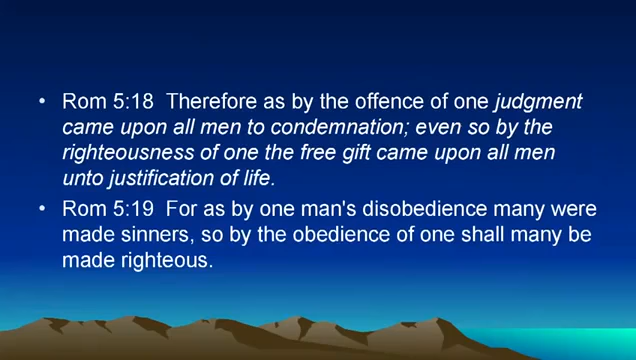 • Rom 5:18  Therefore as by the offence of one judgment
came upon all men to condemnation; even so by the
righteousness of one the free gift came upon all men
unto justification of life.
• Rom 5:19  For as by one man's disobedience many were
made sinners, so by the obedience of one shall many be
made righteous.